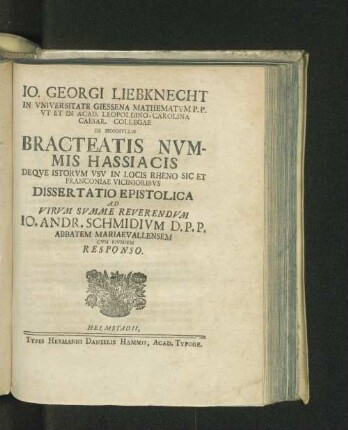 IO. GEORGI LIEBKNECHT
IN VNIVERSITATE GIESSENA MATHEMATVM P. P.
VT ET IN ACAD. LEOPOLDINO-CAROLINA
CAESAR. COLLEGAE
DE NONNVLLIS
BRACTEATIS NVM-
MIS HASSIACIS
DEQVE ISTORVM VSV IN LOCIS RHENO SIC ET
FRANCONIAE VICINIORIBVS
DISSERTATIO EPISTOLICA
AD
VIRVM SVMME REVERENDVM
IO. ANDR. SCHMIDIVM D. P. P.
ABBATEM MARIAEVALLENSEM
CVM EIVSDEM
RESPONSO.
HELMSTADII,
TYPIS HERMANNI DANIELIS HAMMII, ACAD. TYPOGR.